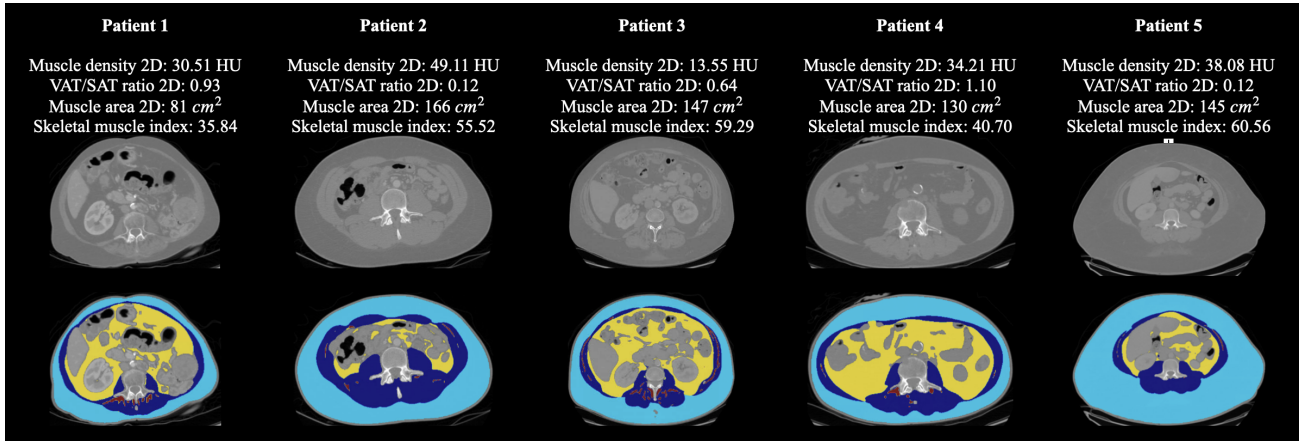 Patient 1
Muscle density 2D: 30.51 HU
VAT/SAT ratio 2D: 0.93
Muscle area 2D: 81 cm²
Skeletal muscle index: 35.84
Patient 2
Muscle density 2D: 49.11 HU
VAT/SAT ratio 2D: 0.12
Muscle area 2D: 166 cm²
Skeletal muscle index: 55.52
Patient 3
Muscle density 2D: 13.55 HU
VAT/SAT ratio 2D: 0.64
Muscle area 2D: 147 cm²
Skeletal muscle index: 59.29
Patient 4
Muscle density 2D: 34.21 HU
VAT/SAT ratio 2D: 1.10
Muscle area 2D: 130 cm²
Skeletal muscle index: 40.70
Patient 5
Muscle density 2D: 38.08 HU
VAT/SAT ratio 2D: 0.12
Muscle area 2D: 145 cm²
Skeletal muscle index: 60.56